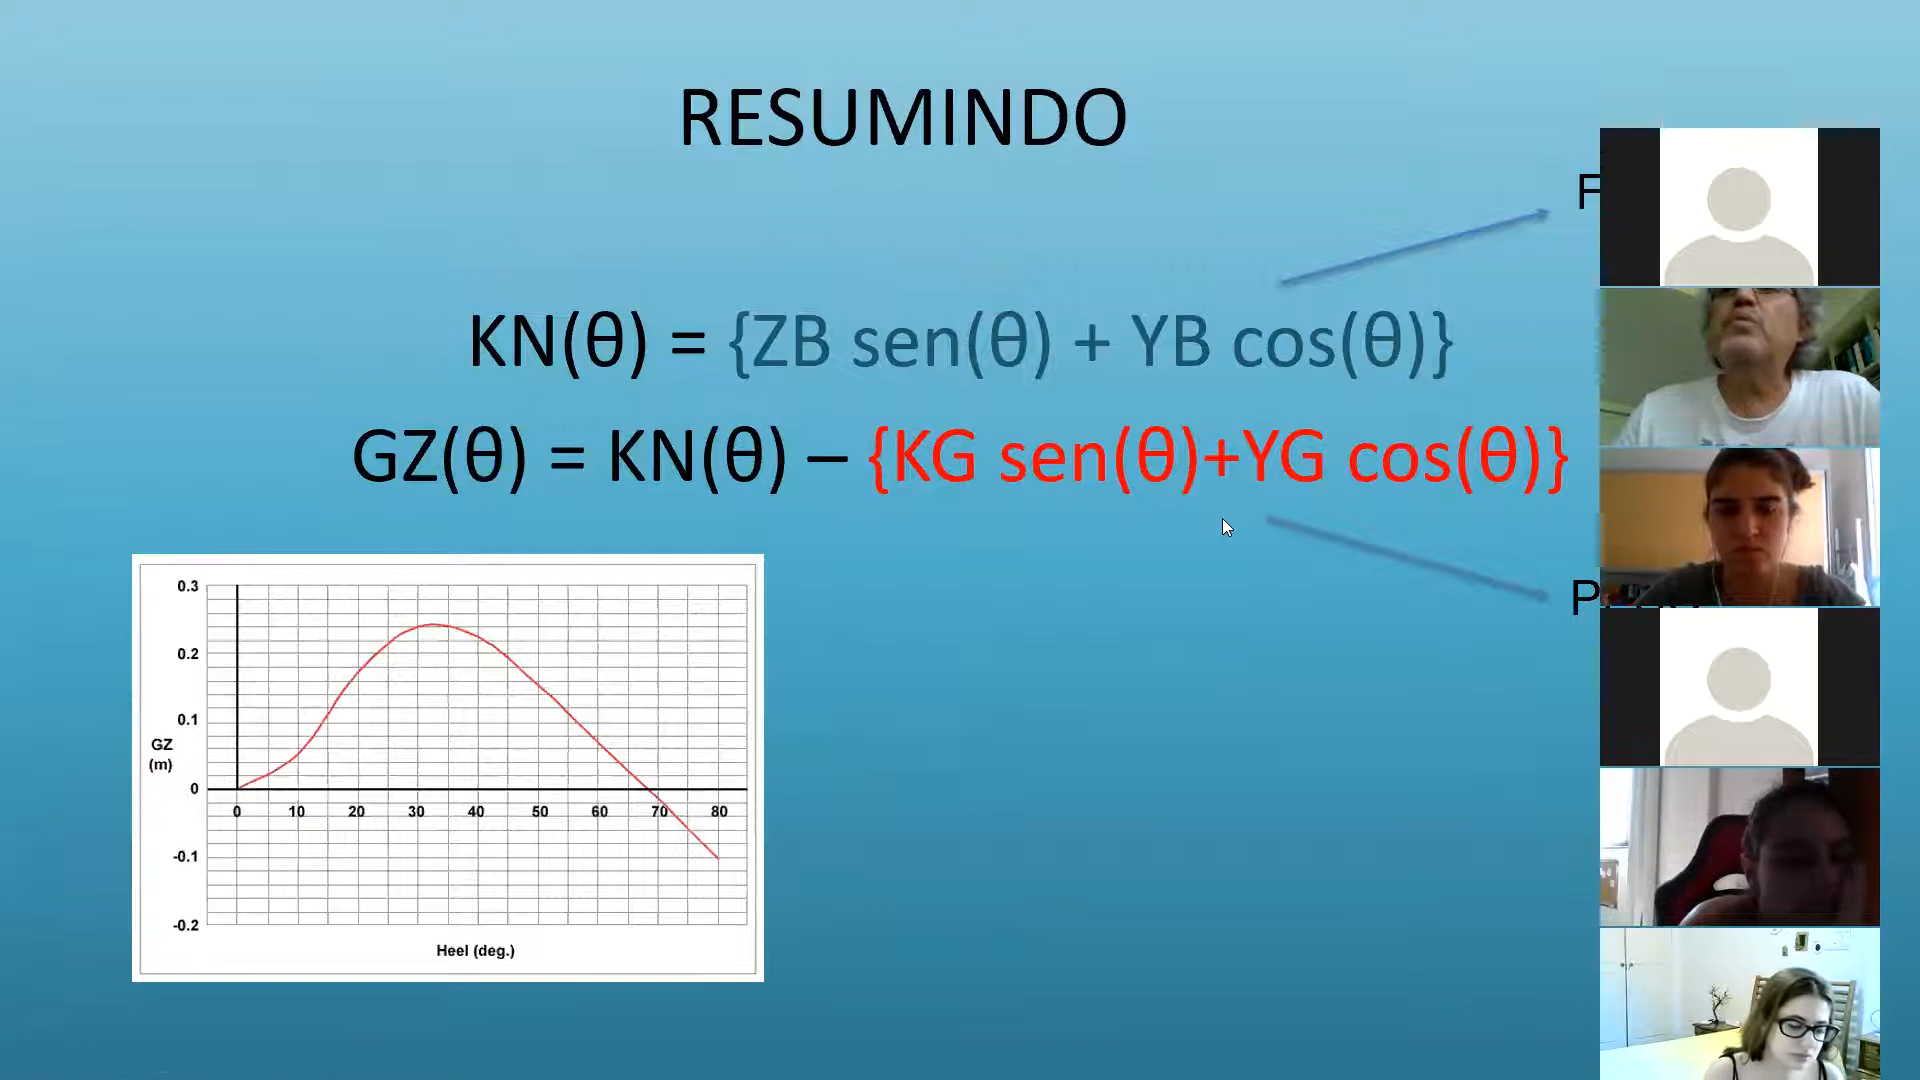 RESUMINDO
F
KN(θ) = {ZB sen(θ) + YB cos(θ)}
GZ(θ) = KN(θ) – {KG sen(θ)+YG cos(θ)}
0.3
0.2
0.1
GZ
(m)
0
0 10 20 30 40 50 60 70 80
-0.1
-0.2
Heel (deg.)